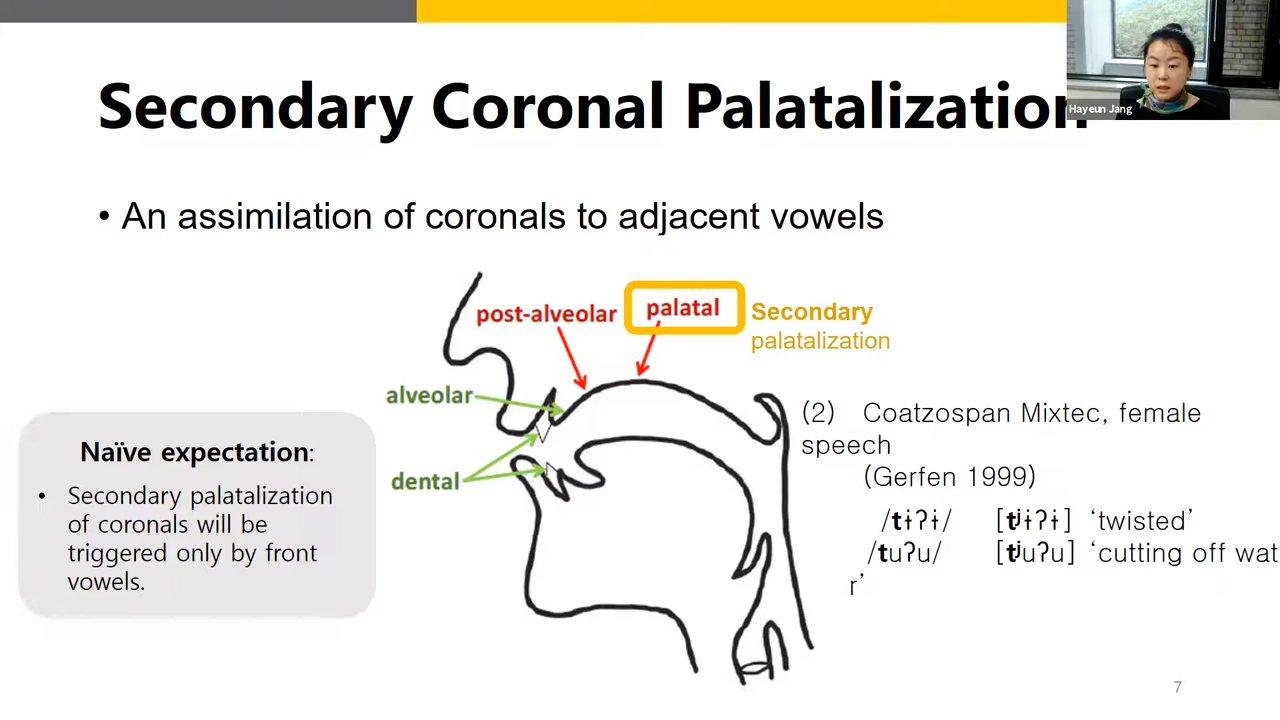 Secondary Coronal Palatalization
Hayeun Jang
• An assimilation of coronals to adjacent vowels
post-alveolar
palatal
Secondary
palatalization
alveolar
dental
Naïve expectation:
• Secondary palatalization
of coronals will be
triggered only by front
vowels.
(2) Coatzospan Mixtec, female
speech
(Gerfen 1999)
/tɨʔɨ/ [tʲɨʔɨ] ‘twisted’
/tuʔu/ [tʲuʔu] ‘cutting off wat
r’
7